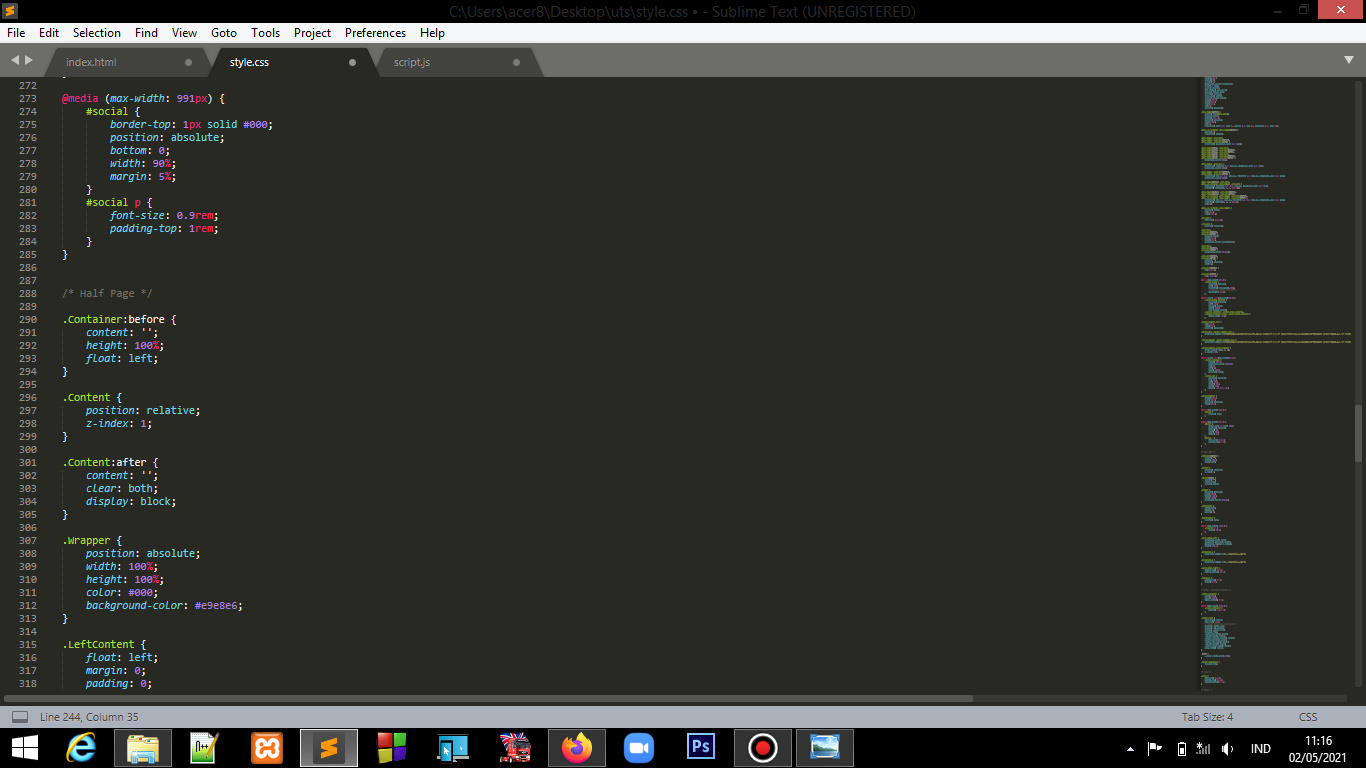 C:\Users\acer8\Desktop\uts\style.css • - Sublime Text (UNREGISTERED)
File Edit Selection Find View Goto Tools Project Preferences Help
index.html style.css script.js
272
273 @media (max-width: 991px) {
274 #social {
275 border-top: 1px solid #000;
276 position: absolute;
277 bottom: 0;
278 width: 90%;
279 margin: 5%;
280 }
281 #social p {
282 font-size: 0.9rem;
283 padding-top: 1rem;
284 }
285 }
286
287
288 /* Half Page */
289
290 .Container:before {
291 content: '';
292 height: 100%;
293 float: left;
294 }
295
296 .Content {
297 position: relative;
298 z-index: 1;
299 }
300
301 .Content:after {
302 content: '';
303 clear: both;
304 display: block;
305 }
306
307 .Wrapper {
308 position: absolute;
309 width: 100%;
310 height: 100%;
311 color: #000;
312 background-color: #e9e8e6;
313 }
314
315 .LeftContent {
316 float: left;
317 margin: 0;
318 padding: 0;
Line 244, Column 35 Tab Size: 4 CSS
Ps IND 11:16
02/05/2021